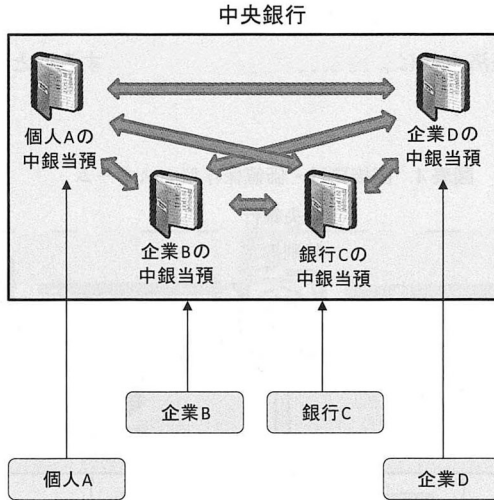 中央銀行
個人Aの
中銀当預
企業Dの
中銀当預
企業Bの
中銀当預
銀行Cの
中銀当預
企業B
銀行C
個人A
企業D